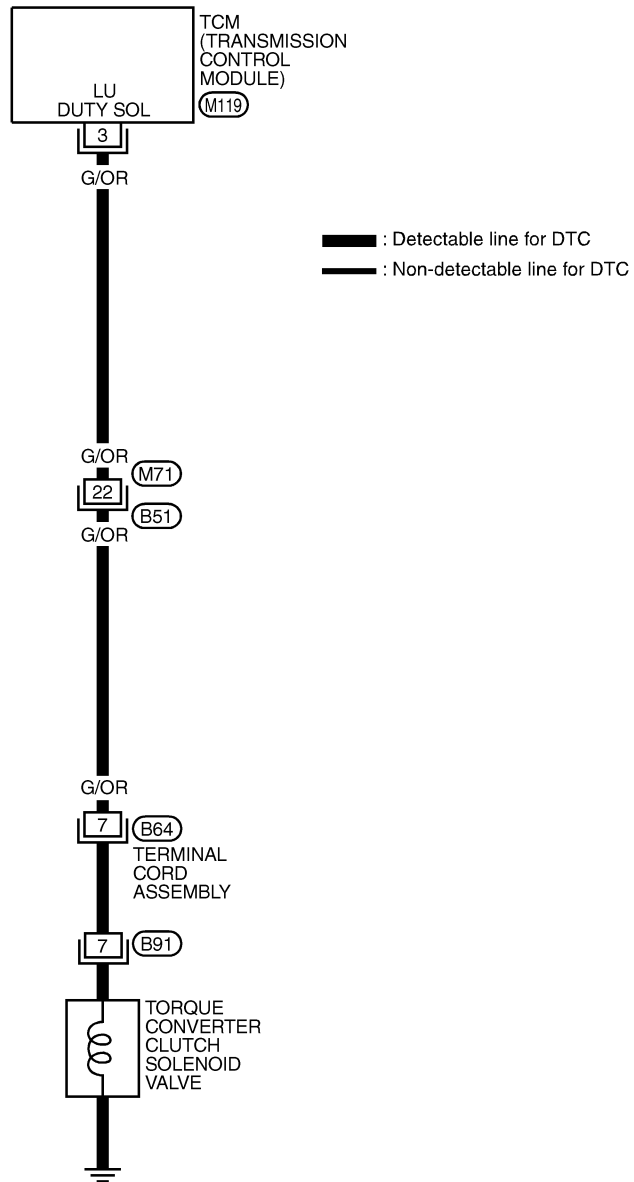 TCM
(TRANSMISSION
CONTROL
MODULE)
M119
LU
DUTY SOL
3
G/OR
: Detectable line for DTC
: Non-detectable line for DTC
G/OR
M71
22
B51
G/OR
G/OR
7
B64
TERMINAL
CORD
ASSEMBLY
7
B91
TORQUE
CONVERTER
CLUTCH
SOLENOID
VALVE